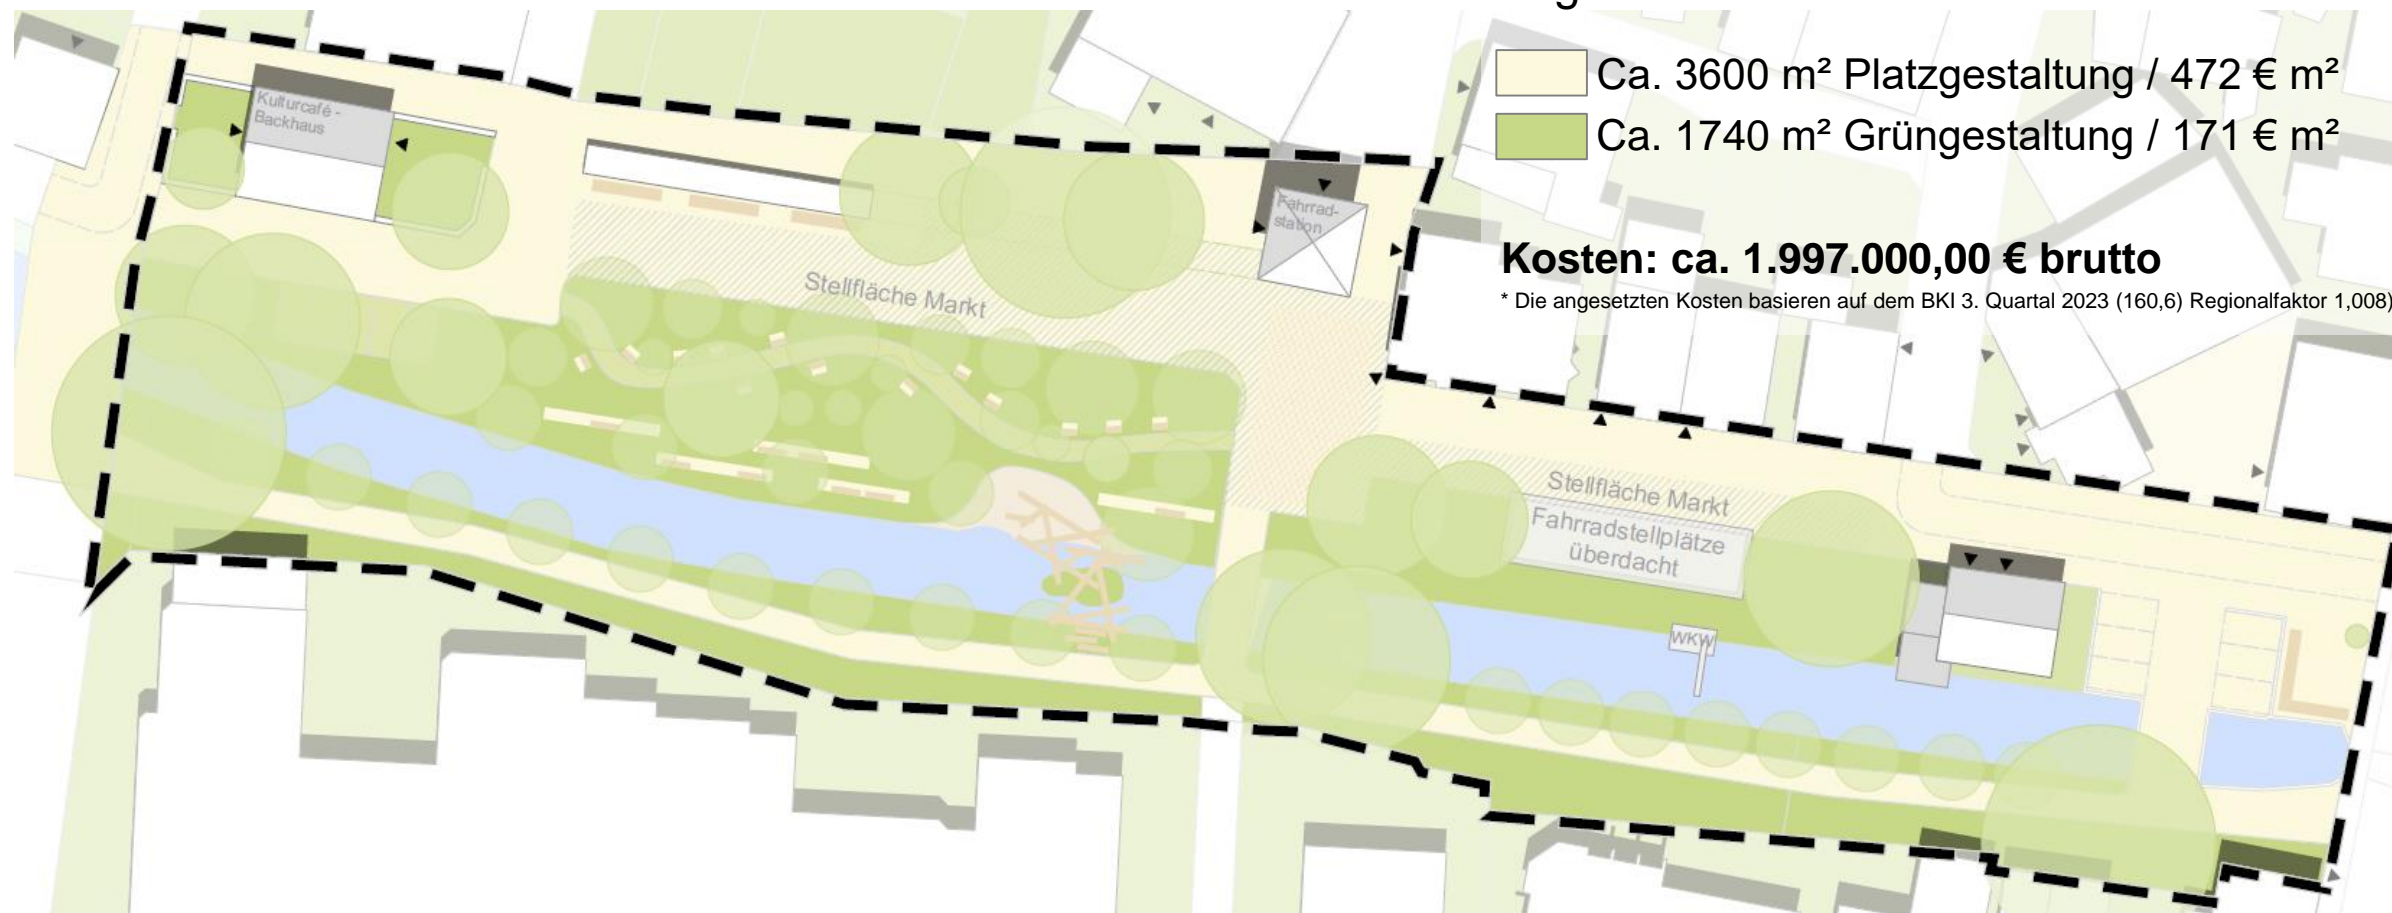 Ca. 3600 m² Platzgestaltung / 472 € m²
Ca. 1740 m² Grüngestaltung / 171 € m²
Kosten: ca. 1.997.000,00 € brutto
* Die angesetzten Kosten basieren auf dem BKI 3. Quartal 2023 (160,6) Regionalfaktor 1,008)
Kulturcafé -
Backhaus
Fahrrad-
station
Stellfläche Markt
Stellfläche Markt
Fahrradstellplätze
überdacht
WKW